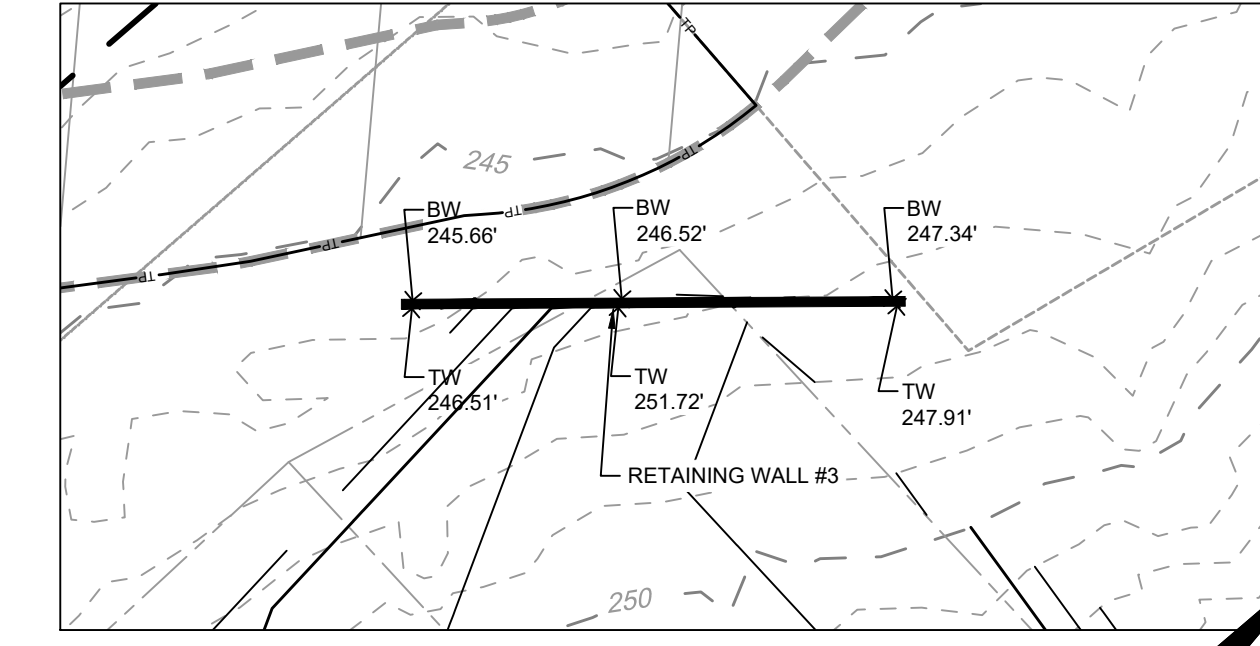 TP
245
TP
BW
245.66'
TP
BW
246.52'
BW
247.34'
TP
TP
TW
246.51'
TW
251.72'
TW
247.91'
RETAINING WALL #3
250